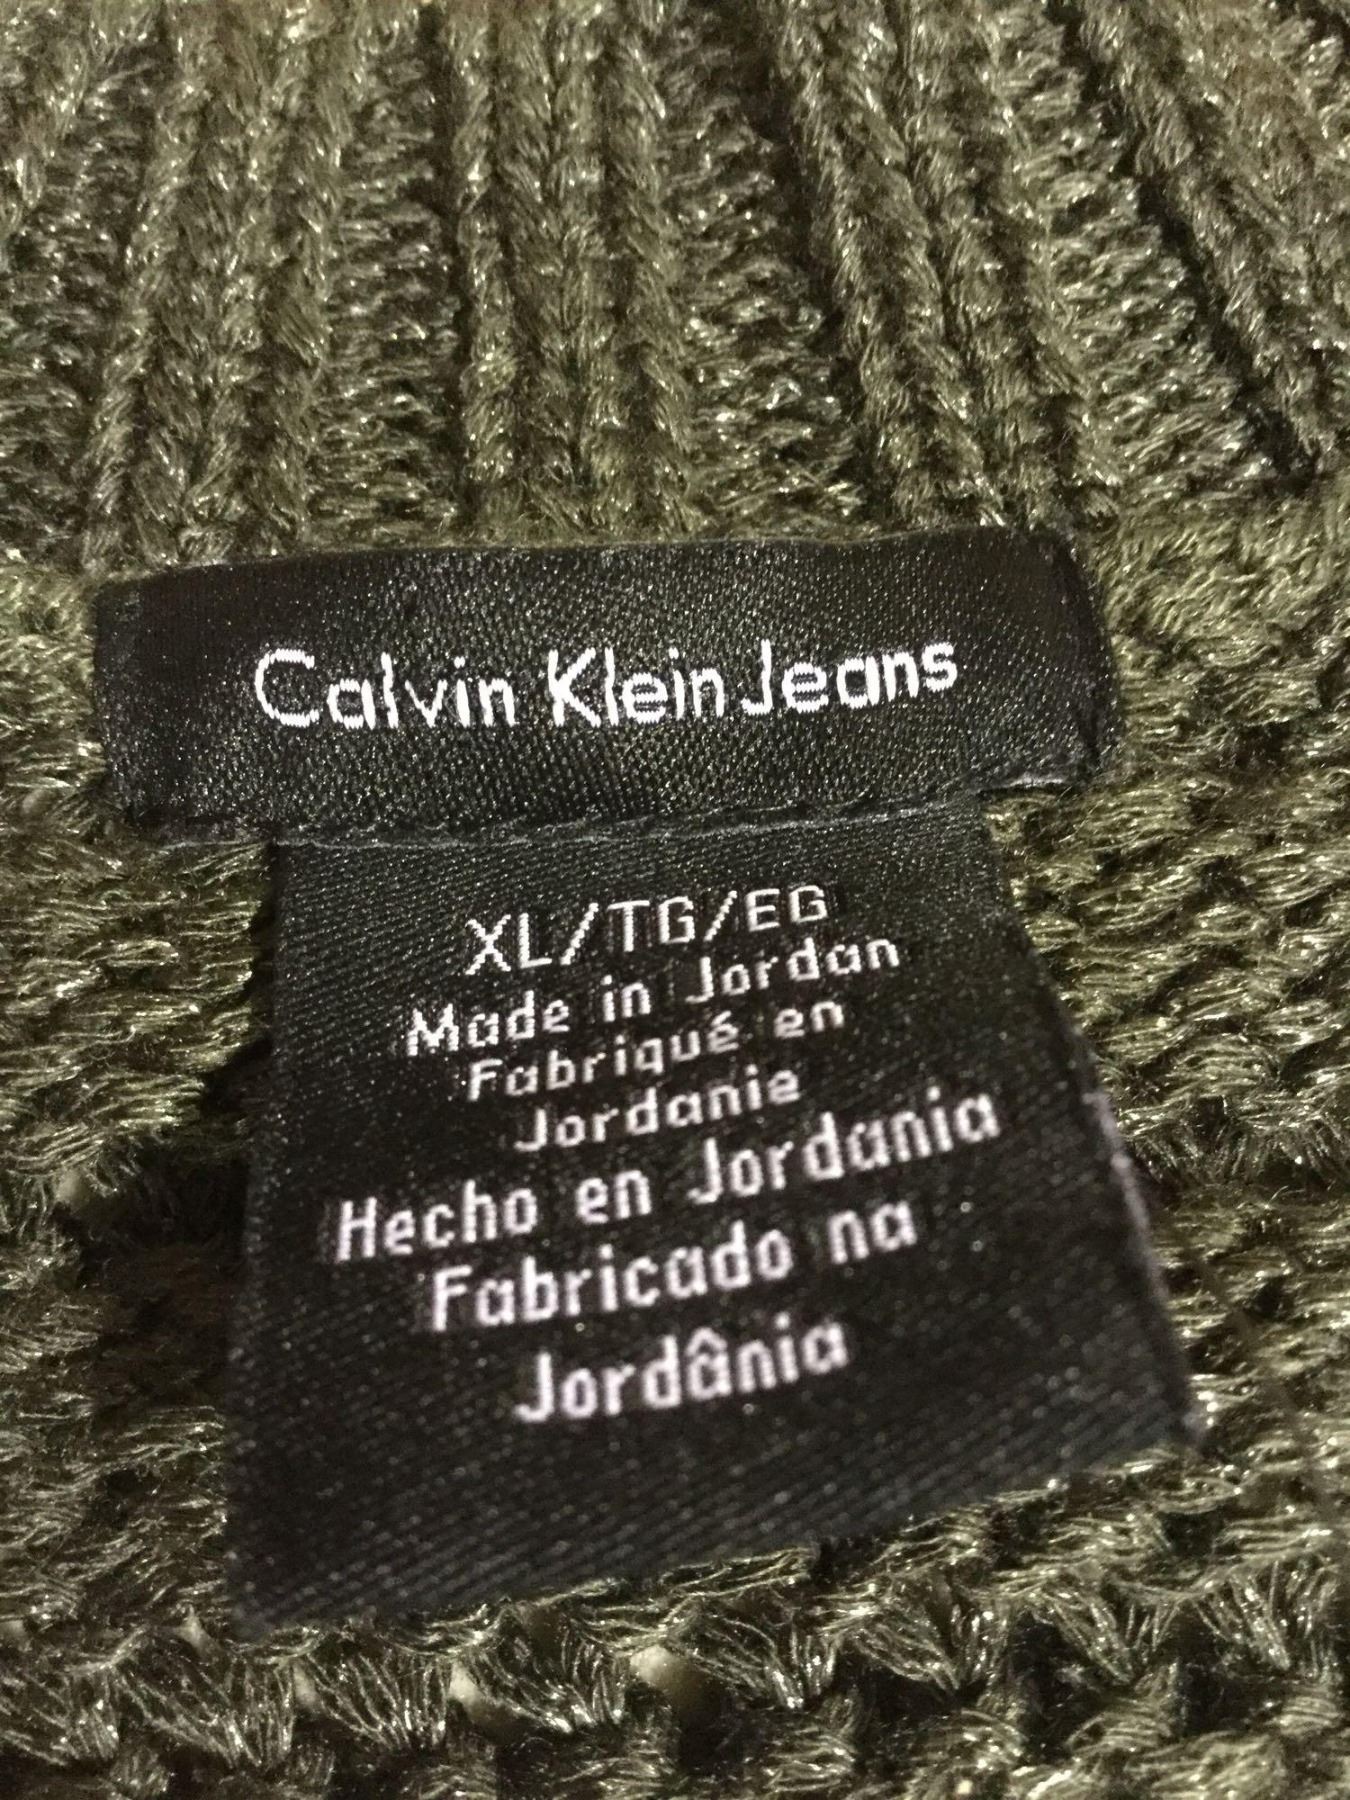 Calvin Klein Jeans
XL/TG/EG
Made in Jordan
Fabriqué en
Jordanie
Hecho en Jordania
Fabricado na
Jordânia